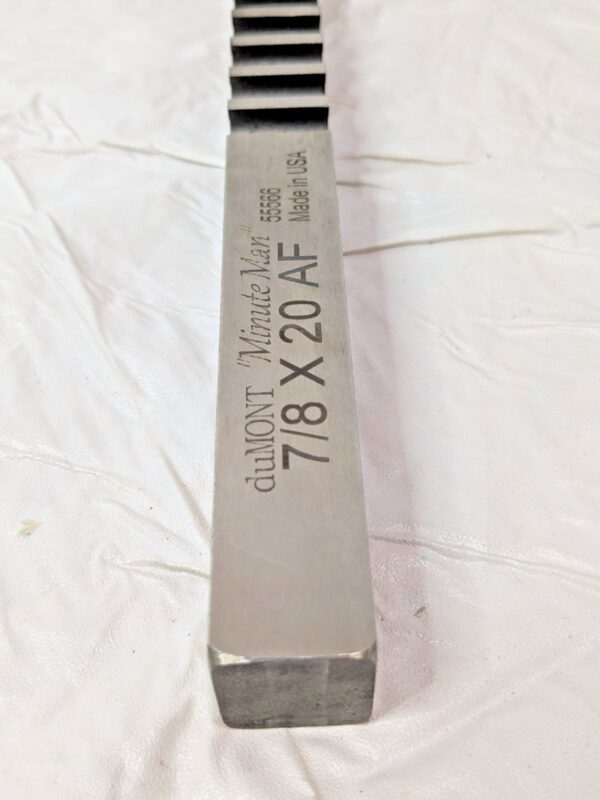 duMONT "Minute Man" 55566
7/8 X 20 AF Made in USA